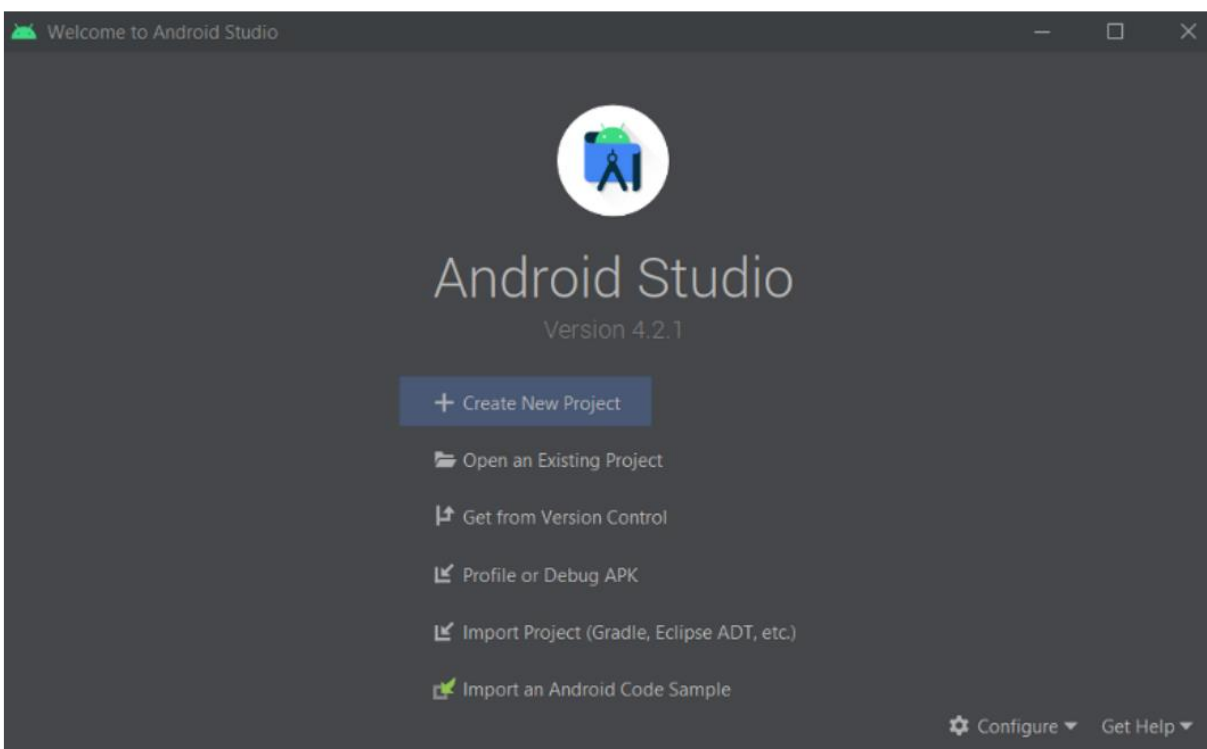 Welcome to Android Studio
Android Studio
Version 4.2.1
Create New Project
Open an Existing Project
Get from Version Control
Profile or Debug APK
Import Project (Gradle, Eclipse ADT, etc.)
Import an Android Code Sample
Configure Get Help